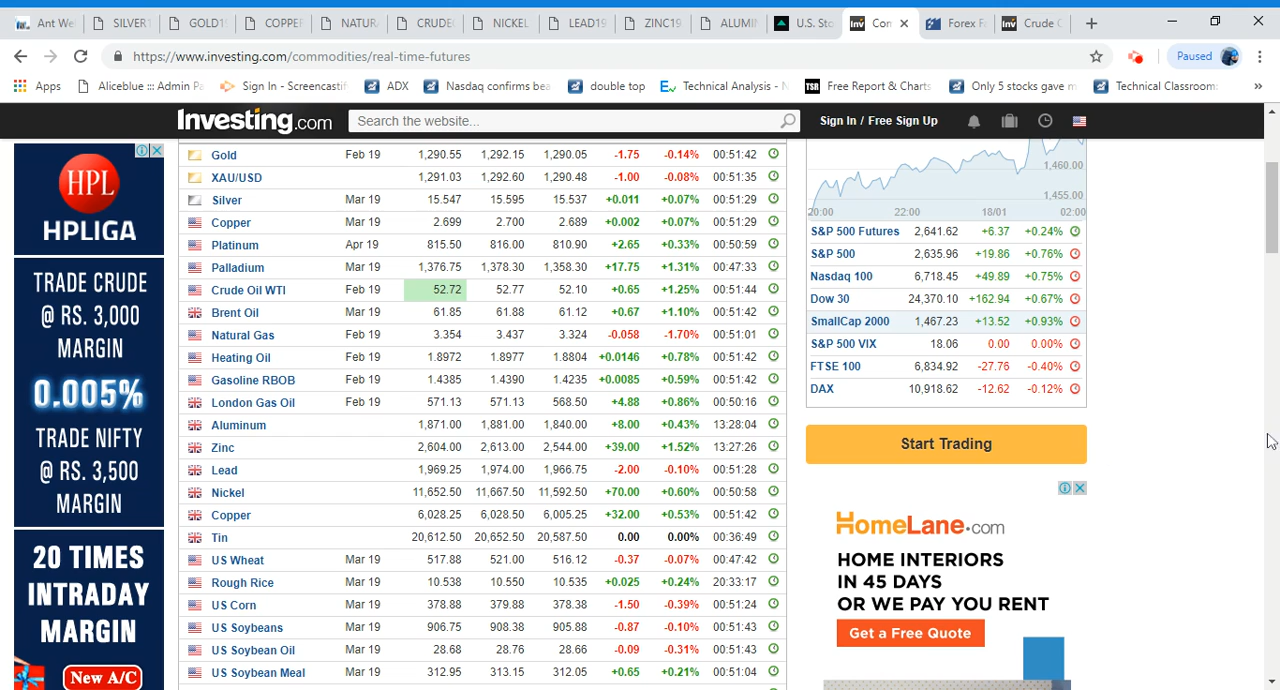 Ant We
SILVER1
GOLD1
COPPE
NATU
CRUDE
NICKEL
LEAD19
ZINC19
ALUMI
U.S. Sto
Con
Forex F
Crude O
https://www.investing.com/commodities/real-time-futures
Paused
Apps
Aliceblue ::: Admin Pa
Sign In - Screencastif
ADX
Nasdaq confirms bea
double top
Technical Analysis - N
TSR
Free Report & Charts
Only 5 stocks gave m
Technical Classroom:
»
Investing.com
Search the website...
Sign In / Free Sign Up
Gold Feb 19 1,290.55 1,292.15 1,290.05 -1.75 -0.14% 00:51:42
XAU/USD 1,291.03 1,292.60 1,290.48 -1.00 -0.08% 00:51:35
Silver Mar 19 15.547 15.595 15.537 +0.011 +0.07% 00:51:29
Copper Mar 19 2.699 2.700 2.689 +0.002 +0.07% 00:51:29
Platinum Apr 19 815.50 816.00 810.90 +2.65 +0.33% 00:50:59
Palladium Mar 19 1,376.75 1,378.30 1,358.30 +17.75 +1.31% 00:47:33
Crude Oil WTI Feb 19 52.72 52.77 52.10 +0.65 +1.25% 00:51:44
Brent Oil Mar 19 61.85 61.88 61.12 +0.67 +1.10% 00:51:42
Natural Gas Feb 19 3.354 3.437 3.324 -0.058 -1.70% 00:51:01
Heating Oil Feb 19 1.8972 1.8977 1.8804 +0.0146 +0.78% 00:51:42
Gasoline RBOB Feb 19 1.4385 1.4390 1.4235 +0.0085 +0.59% 00:51:42
London Gas Oil Feb 19 571.13 571.13 568.50 +4.88 +0.86% 00:50:16
Aluminum 1,871.00 1,881.00 1,840.00 +8.00 +0.43% 13:28:04
Zinc 2,604.00 2,613.00 2,544.00 +39.00 +1.52% 13:27:26
Lead 1,969.25 1,974.00 1,966.75 -2.00 -0.10% 00:51:28
Nickel 11,652.50 11,667.50 11,592.50 +70.00 +0.60% 00:50:58
Copper 6,028.25 6,028.50 6,005.25 +32.00 +0.53% 00:51:42
Tin 20,612.50 20,652.50 20,587.50 0.00 0.00% 00:36:49
US Wheat Mar 19 517.88 521.00 516.12 -0.37 -0.07% 00:47:42
Rough Rice Mar 19 10.538 10.550 10.535 +0.025 +0.24% 20:33:17
US Corn Mar 19 378.88 379.88 378.38 -1.50 -0.39% 00:51:24
US Soybeans Mar 19 906.75 908.38 905.88 -0.87 -0.10% 00:51:43
US Soybean Oil Mar 19 28.66 28.76 28.66 -0.09 -0.31% 00:51:43
US Soybean Meal Mar 19 312.95 313.15 312.05 +0.65 +0.21% 00:51:04
HPL
HPLIGA
TRADE CRUDE
@ RS. 3,000
MARGIN
0.005%
TRADE NIFTY
@ RS. 3,500
MARGIN
20 TIMES
INTRADAY
MARGIN
New A/C
1,460.00
1,455.00
20:00 22:00 18/01 02:00
S&P 500 Futures 2,641.62 +6.37 +0.24%
S&P 500 2,635.96 +19.86 +0.76%
Nasdaq 100 6,718.45 +49.89 +0.75%
Dow 30 24,370.10 +162.94 +0.67%
SmallCap 2000 1,467.23 +13.52 +0.93%
S&P 500 VIX 18.06 0.00 0.00%
FTSE 100 6,834.92 -27.76 -0.40%
DAX 10,918.62 -12.62 -0.12%
Start Trading
HomeLane.com
HOME INTERIORS
IN 45 DAYS
OR WE PAY YOU RENT
Get a Free Quote